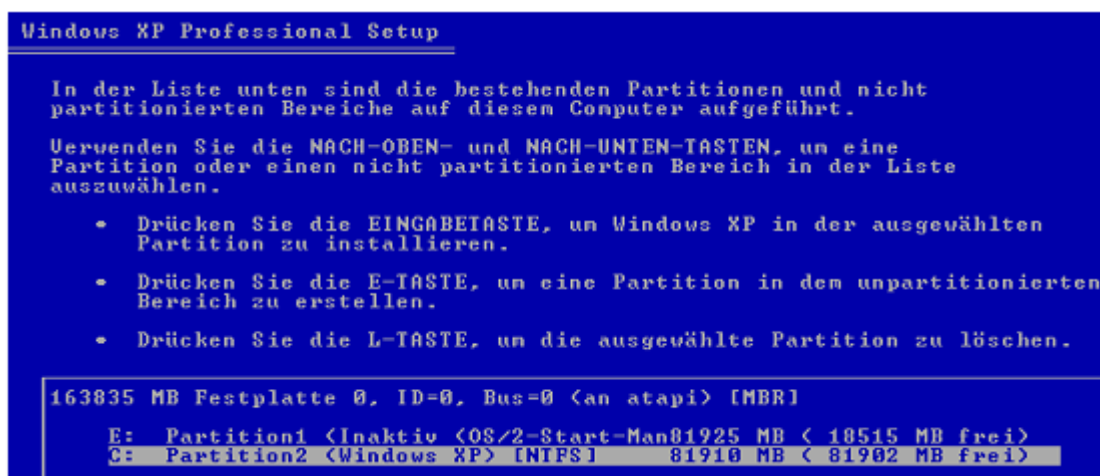 Windows XP Professional Setup
In der Liste unten sind die bestehenden Partitionen und nicht
partitionierten Bereiche auf diesem Computer aufgeführt.
Verwenden Sie die NACH-OBEN- und NACH-UNTEN-TASTEN, um eine
Partition oder einen nicht partitionierten Bereich in der Liste
auszuwählen.
• Drücken Sie die EINGABETASTE, um Windows XP in der ausgewählten
Partition zu installieren.
• Drücken Sie die E-TASTE, um eine Partition in dem unpartitionierten
Bereich zu erstellen.
• Drücken Sie die L-TASTE, um die ausgewählte Partition zu löschen.
163835 MB Festplatte 0, ID=0, Bus=0 (an atapi) [MBR]
E: Partition1 (Inaktiv (OS/2-Start-Man81925 MB ( 18515 MB frei)
C: Partition2 (Windows XP) [NTFS] 81910 MB ( 81902 MB frei)